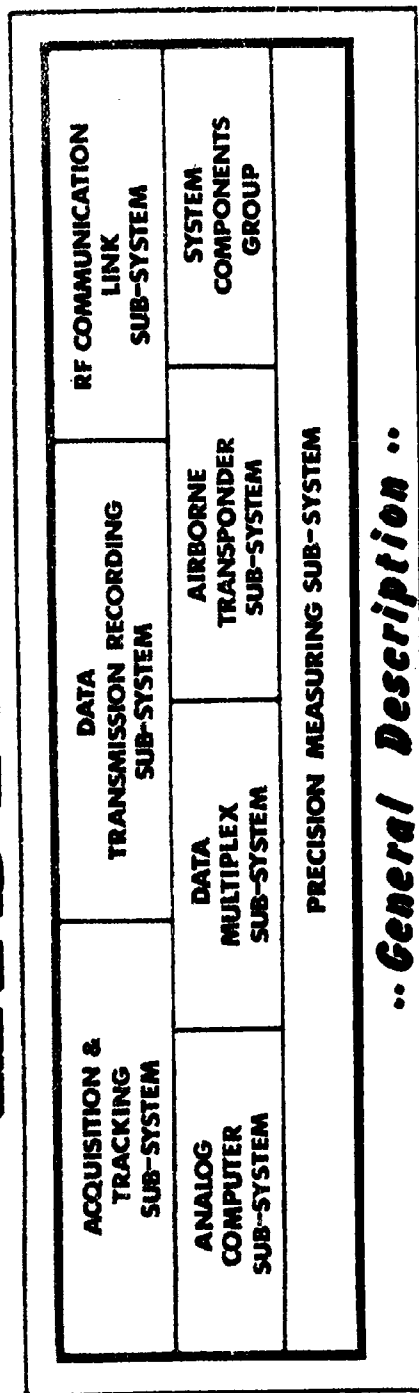 ACQUISITION &
TRACKING
SUB-SYSTEM
DATA
TRANSMISSION RECORDING
SUB-SYSTEM
RF COMMUNICATION
LINK
SUB-SYSTEM
ANALOG
COMPUTER
SUB-SYSTEM
DATA
MULTIPLEX
SUB-SYSTEM
AIRBORNE
TRANSPONDER
SUB-SYSTEM
SYSTEM
COMPONENTS
GROUP
PRECISION MEASURING SUB-SYSTEM
.. General Description ..